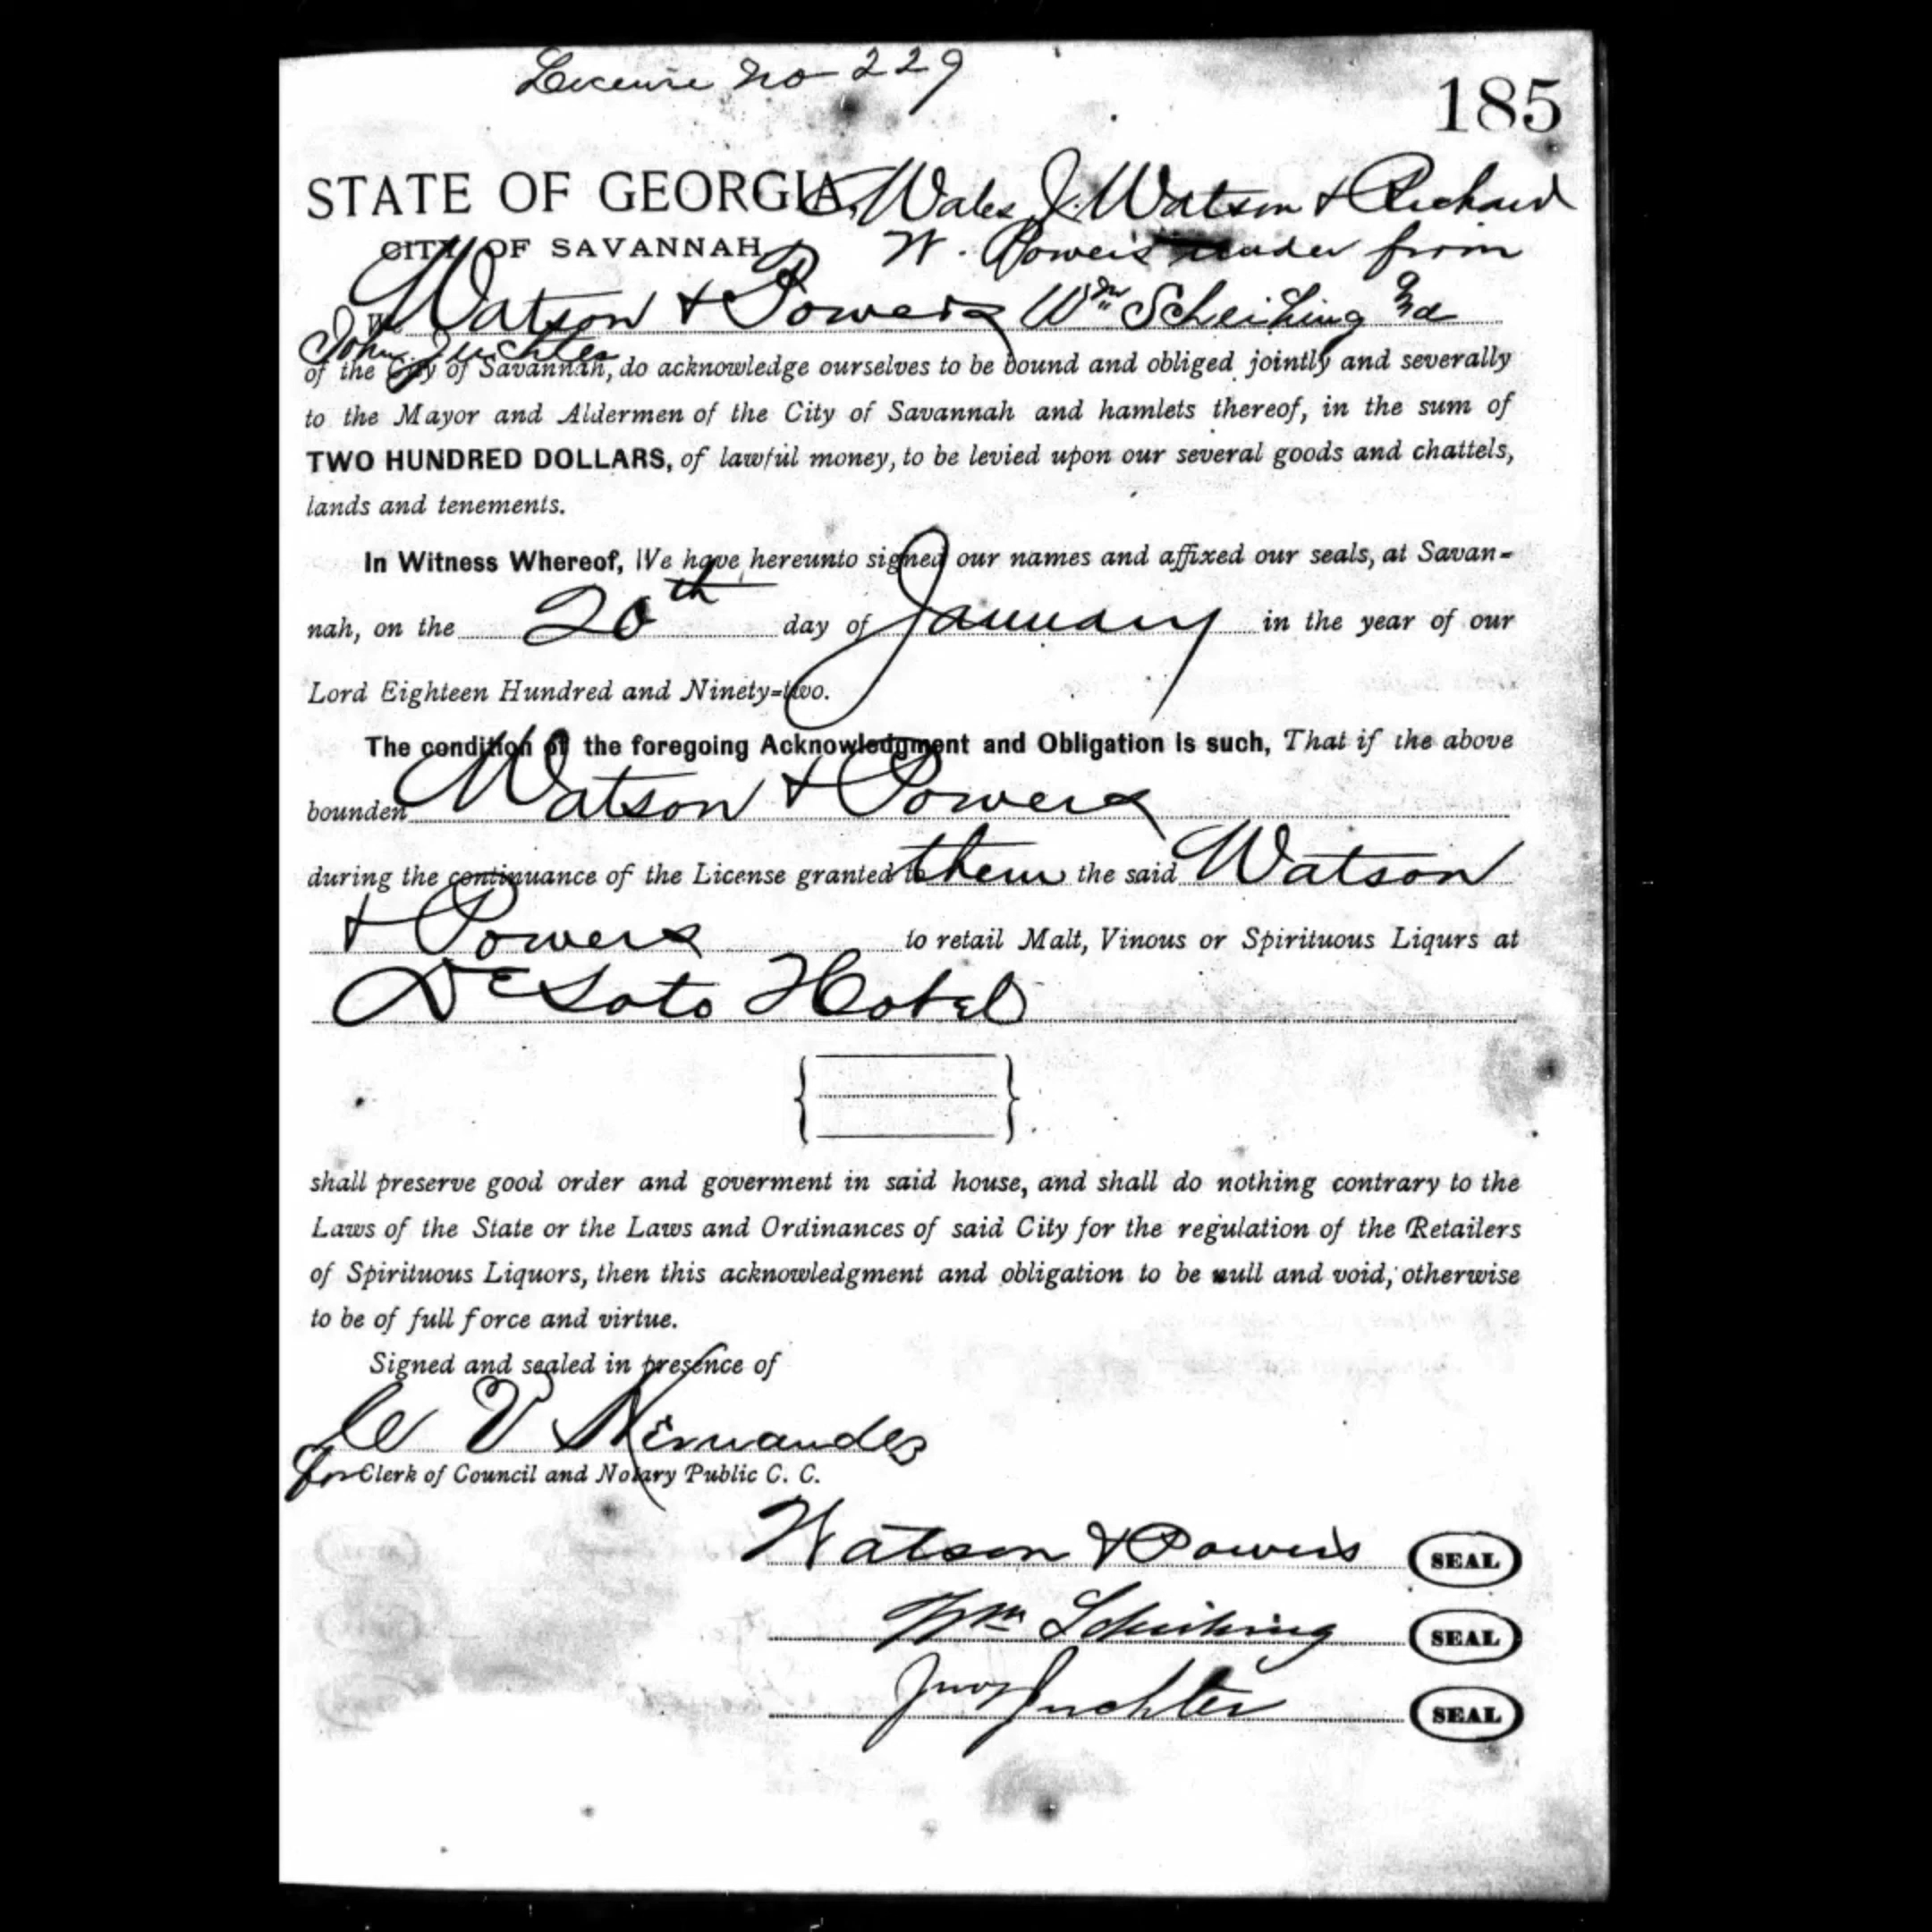 License No 229
185
STATE OF GEORGIA, Wales J. Watson & Richard
CITY OF SAVANNAH, W. Powers under from
We Watson & Powers Wm Scheihing &
John Juchter
of the City of Savannah, do acknowledge ourselves to be bound and obliged jointly and severally
to the Mayor and Aldermen of the City of Savannah and hamlets thereof, in the sum of
TWO HUNDRED DOLLARS, of lawful money, to be levied upon our several goods and chattels,
lands and tenements.
In Witness Whereof, We have hereunto signed our names and affixed our seals, at Savan-
nah, on the 20th day of January in the year of our
Lord Eighteen Hundred and Ninety-two.
The condition of the foregoing Acknowledgment and Obligation is such, That if the above
bounden Watson & Powers
during the continuance of the License granted to them the said Watson
& Powers to retail Malt, Vinous or Spirituous Liqurs at
De Soto Hotel
shall preserve good order and goverment in said house, and shall do nothing contrary to the
Laws of the State or the Laws and Ordinances of said City for the regulation of the Retailers
of Spirituous Liquors, then this acknowledgment and obligation to be null and void, otherwise
to be of full force and virtue.
Signed and sealed in presence of
C V Hernandez
for Clerk of Council and Notary Public C. C.
Watson & Powers SEAL
Wm Scheihing SEAL
Jno Juchter SEAL